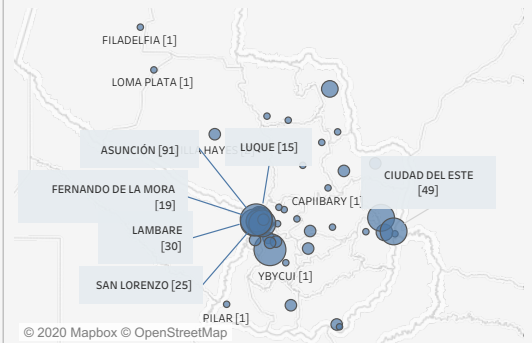 FILADELFIA [1]
LOMA PLATA [1]
ASUNCIÓN [91]
HAYES
LUQUE [15]
CIUDAD DEL ESTE
[49]
FERNANDO DE LA MORA
[19]
CAPIIBARY [1]
LAMBARE
[30]
YBYCUI [1]
SAN LORENZO [25]
PILAR [1]
© 2020 Mapbox © OpenStreetMap